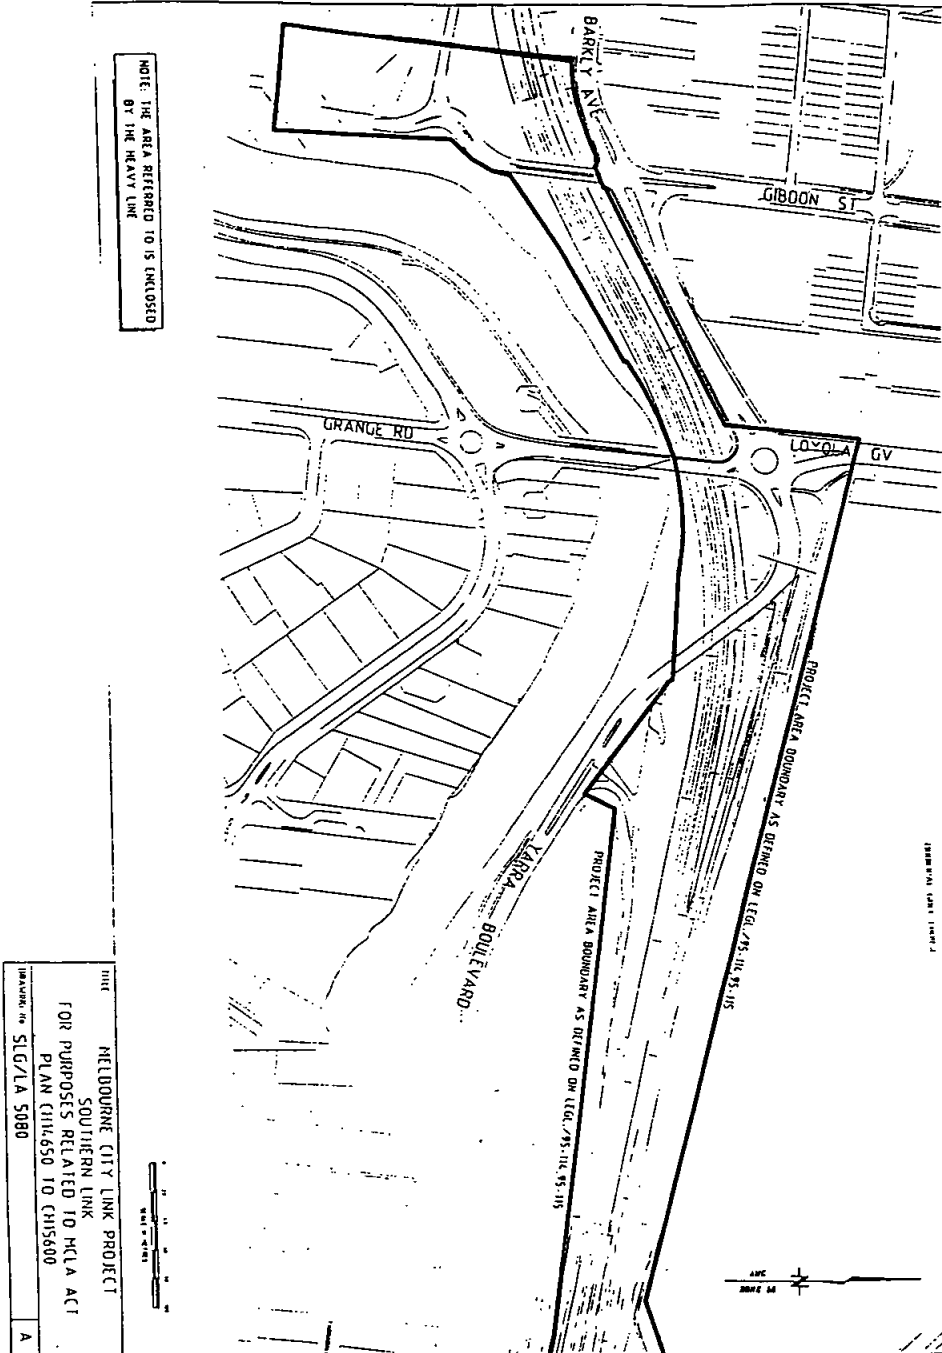 BARKLY AVE
GIBDON ST
NOTE: THE AREA REFERRED TO IS ENCLOSED
BY THE HEAVY LINE
GRANGE RD
LOYOLA GV
PROJECT AREA BOUNDARY AS DEFINED ON LEGL./95-114, 95-115
YARRA BOULEVARD
PROJECT AREA BOUNDARY AS DEFINED ON LEGL./95-114, 95-115
TITLE
MELBOURNE CITY LINK PROJECT
SOUTHERN LINK
FOR PURPOSES RELATED TO MCLA ACT
PLAN CH14650 TO CH15600
DRAWING No SLG/LA 5080
A